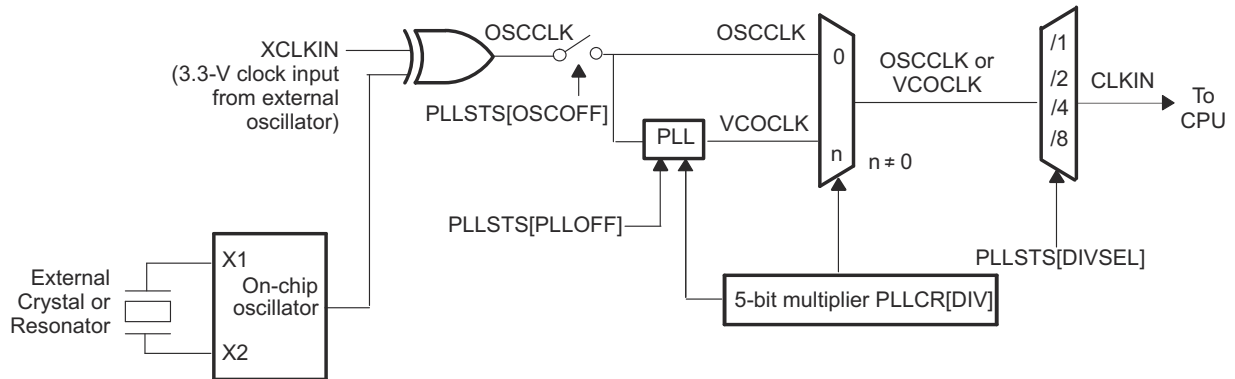 OSCCLK
XCLKIN
(3.3-V clock input
from external
oscillator)
PLLSTS[OSCOFF]
OSCCLK
0
OSCCLK or
VCOCLK
/1
/2
/4
/8
CLKIN
To
CPU
PLL
VCOCLK
n
n ≠ 0
PLLSTS[PLLOFF]
PLLSTS[DIVSEL]
5-bit multiplier PLLCR[DIV]
External
Crystal or
Resonator
X1
On-chip
oscillator
X2